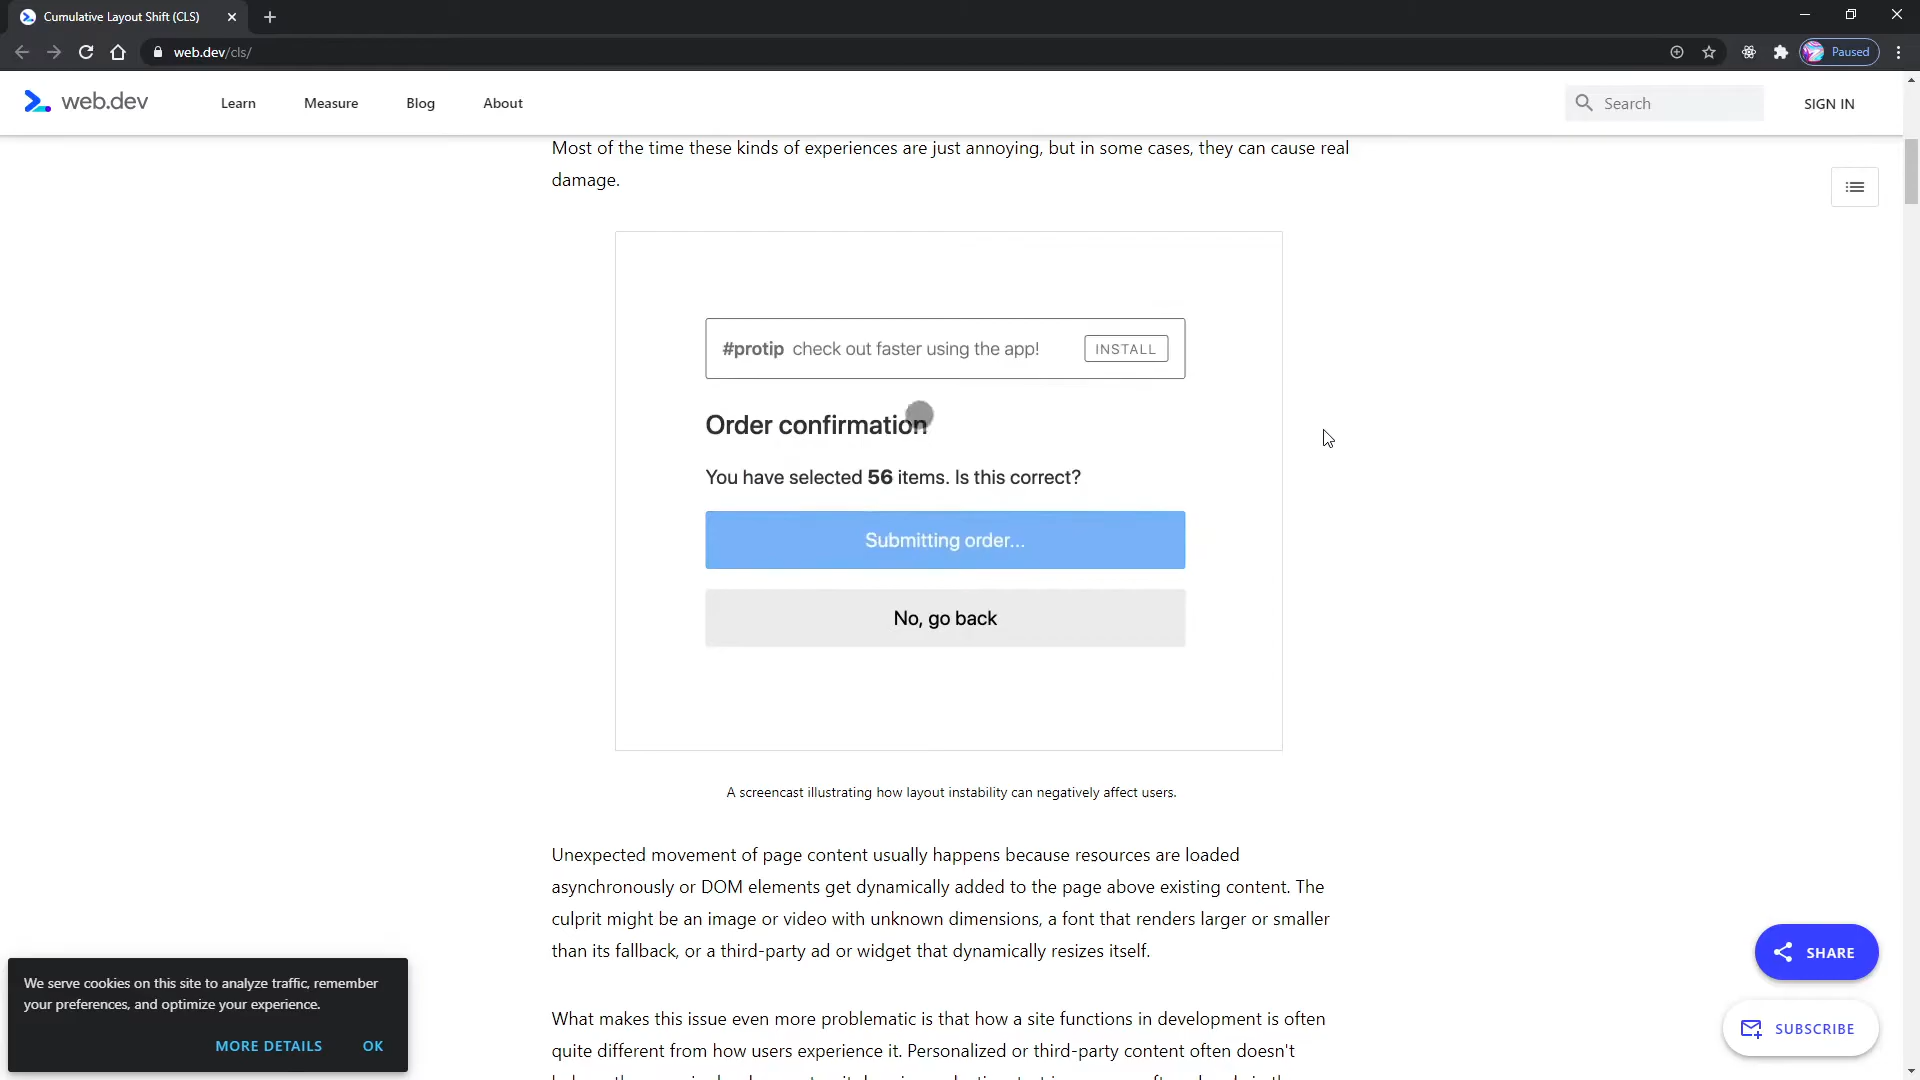 Cumulative Layout Shift (CLS)
web.dev/cls/
Paused
web.dev
Learn
Measure
Blog
About
Search
SIGN IN
Most of the time these kinds of experiences are just annoying, but in some cases, they can cause real
damage.
#protip check out faster using the app!
INSTALL
Order confirmation
You have selected 56 items. Is this correct?
Submitting order...
No, go back
A screencast illustrating how layout instability can negatively affect users.
Unexpected movement of page content usually happens because resources are loaded
asynchronously or DOM elements get dynamically added to the page above existing content. The
culprit might be an image or video with unknown dimensions, a font that renders larger or smaller
than its fallback, or a third-party ad or widget that dynamically resizes itself.
What makes this issue even more problematic is that how a site functions in development is often
quite different from how users experience it. Personalized or third-party content often doesn't
We serve cookies on this site to analyze traffic, remember
your preferences, and optimize your experience.
MORE DETAILS
OK
SHARE
SUBSCRIBE